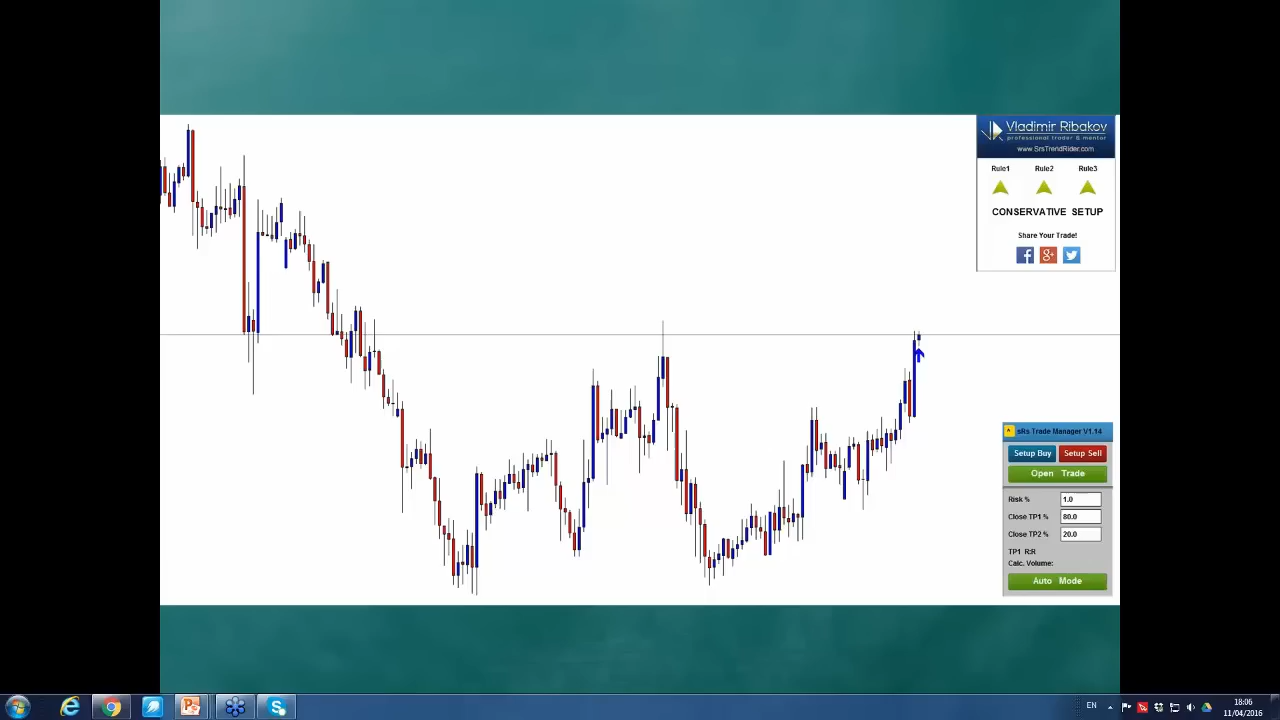 Vladimir Ribakov
professional trader & mentor
www.SrsTrendRider.com
Rule1 Rule2 Rule3
CONSERVATIVE SETUP
Share Your Trade!
sRs Trade Manager V1.14
Setup Buy Setup Sell
Open Trade
Risk % 1.0
Close TP1 % 80.0
Close TP2 % 20.0
TP1 R:R
Calc. Volume:
Auto Mode
EN 18:06
11/04/2016